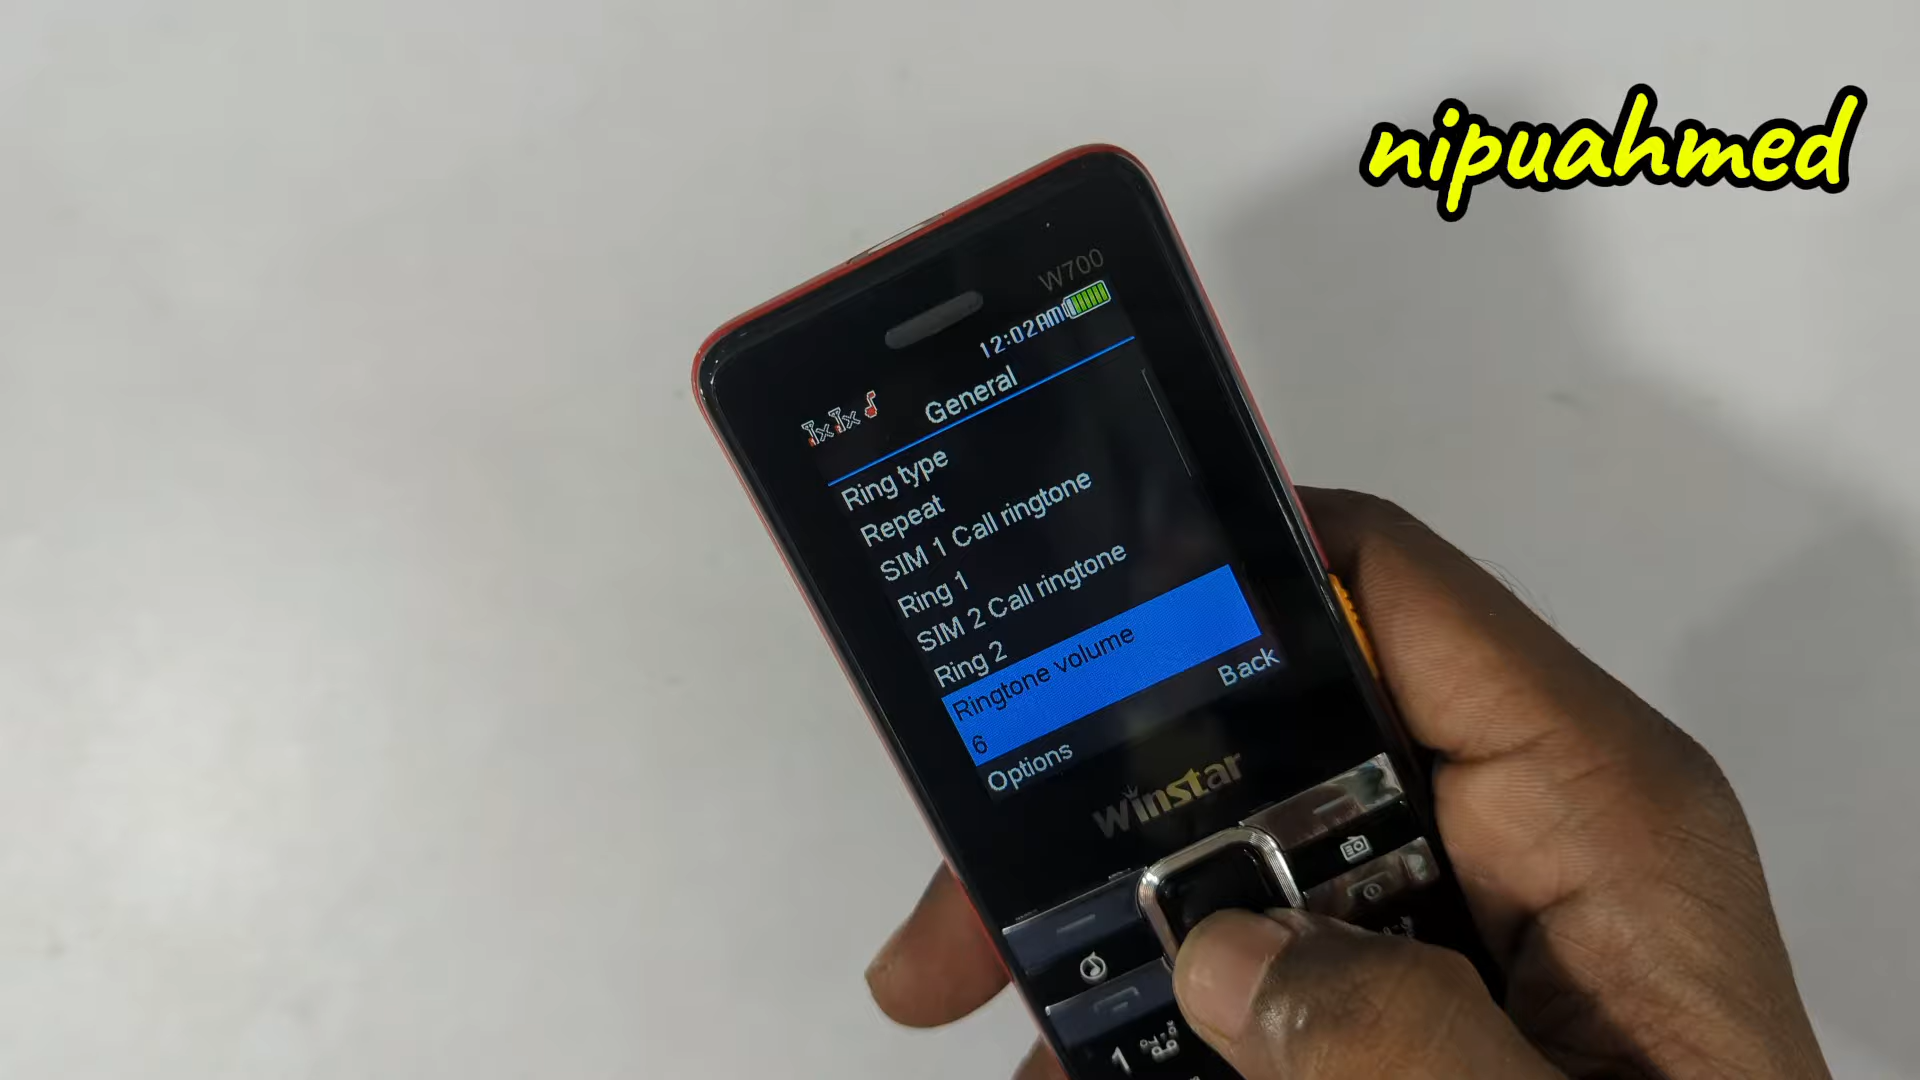 nipuahmed
W700
12:02AM
General
Ring type
Repeat
SIM 1 Call ringtone
Ring 1
SIM 2 Call ringtone
Ring 2
Ringtone volume
6
Options
Back
Winstar
1